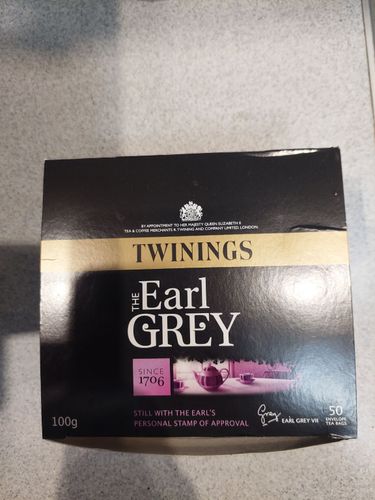 BY APPOINTMENT TO HER MAJESTY QUEEN ELIZABETH II
TEA & COFFEE MERCHANTS R. TWINING AND COMPANY LIMITED, LONDON
TWININGS
THE Earl
GREY
SINCE
1706
STILL WITH THE EARL'S
PERSONAL STAMP OF APPROVAL
100g
Grey EARL GREY VII
50
ENVELOPE
TEA BAGS